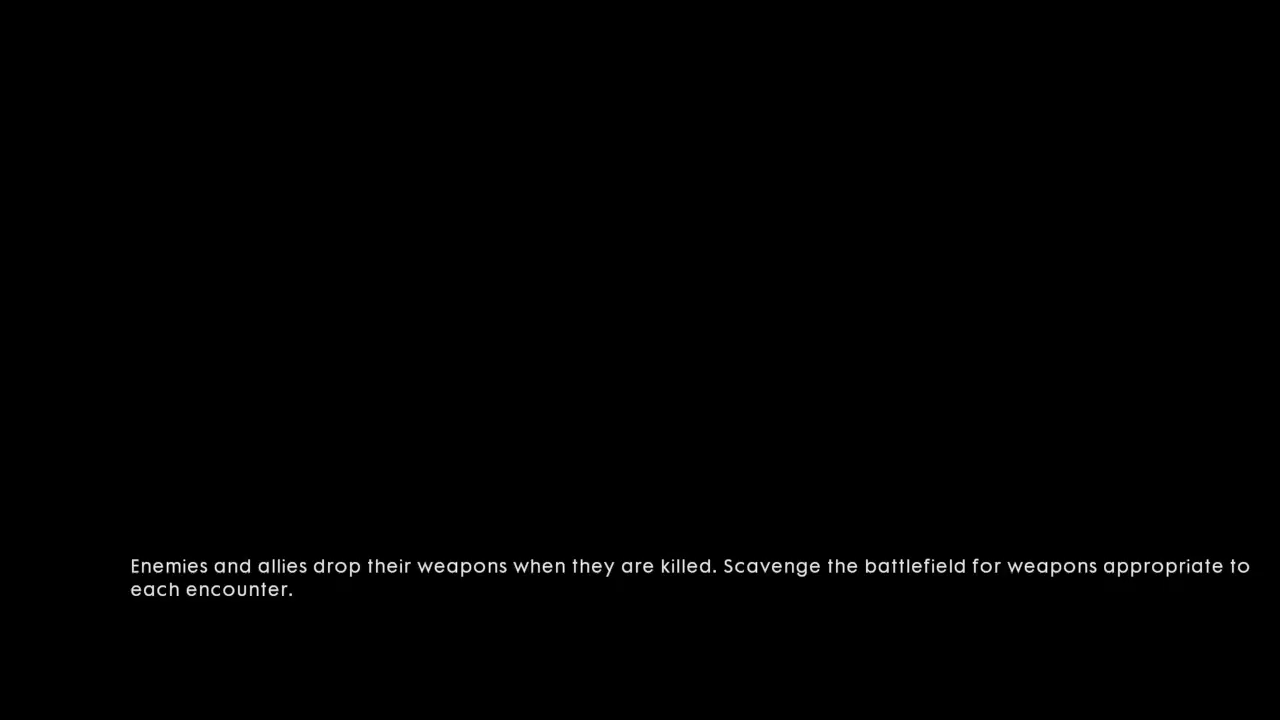 Enemies and allies drop their weapons when they are killed. Scavenge the battlefield for weapons appropriate to
each encounter.